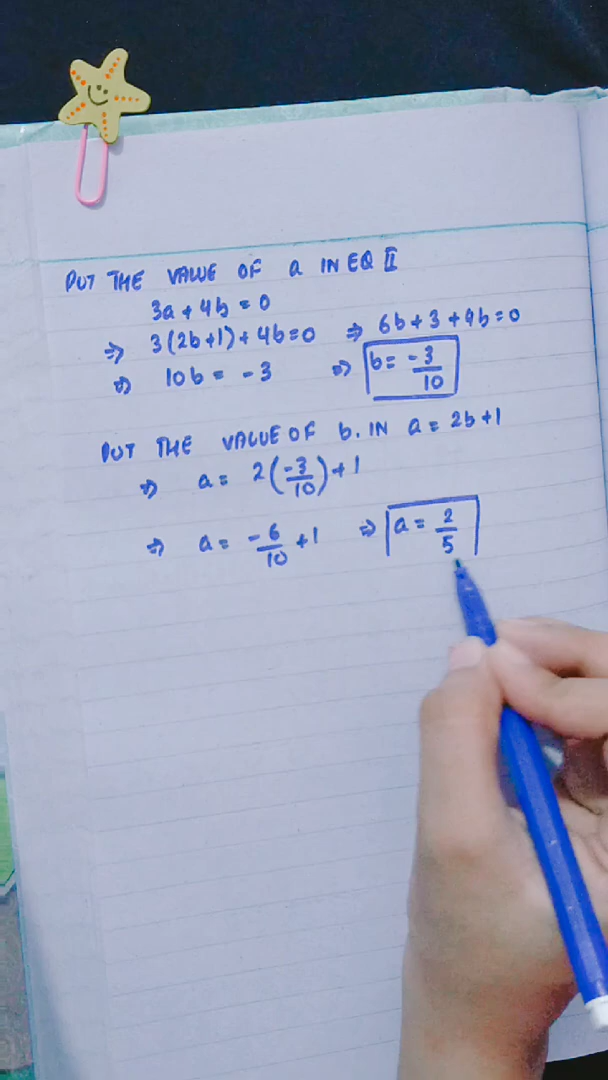 PUT THE VALUE OF a IN EQ II
3a + 4b = 0
⇒ 3(2b+1) + 4b = 0 ⇒ 6b + 3 + 4b = 0
⇒ 10b = -3 ⇒ b = -3/10
PUT THE VALUE OF b. IN a = 2b + 1
⇒ a = 2(-3/10) + 1
⇒ a = -6/10 + 1 ⇒ a = 2/5